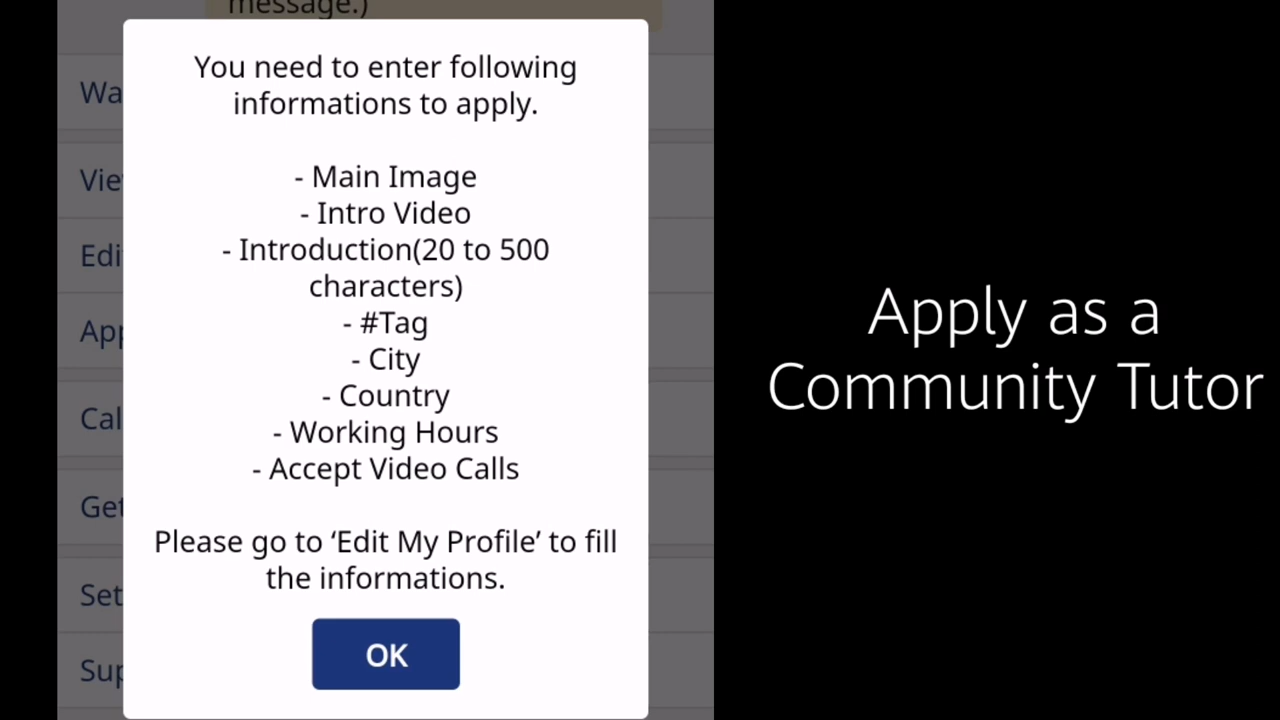 message.)
You need to enter following
informations to apply.
- Main Image
- Intro Video
- Introduction(20 to 500
characters)
- #Tag
- City
- Country
- Working Hours
- Accept Video Calls
Please go to ‘Edit My Profile’ to fill
the informations.
OK
Apply as a
Community Tutor